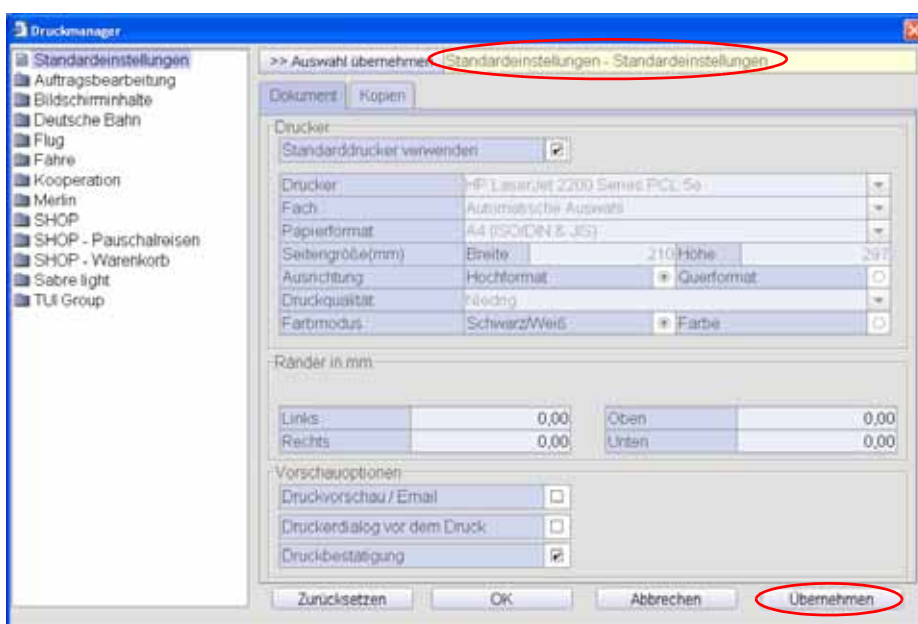 Druckmanager
Standardeinstellungen
Auftragsbearbeitung
Bildschirminhalte
Deutsche Bahn
Flug
Fähre
Kooperation
Merlin
SHOP
SHOP - Pauschalreisen
SHOP - Warenkorb
Sabre light
TUI Group
>> Auswahl übernehmen Standardeinstellungen - Standardeinstellungen
Dokument Kopien
Drucker
Standarddrucker verwenden
Drucker HP LaserJet 2200 Series PCL 5e
Fach Automatische Auswahl
Papierformat A4 (ISO/DIN & JIS)
Seitengröße(mm) Breite 210 Höhe 297
Ausrichtung Hochformat Querformat
Druckqualität Niedrig
Farbmodus Schwarz/Weiß Farbe
Ränder in mm
Links 0,00 Oben 0,00
Rechts 0,00 Unten 0,00
Vorschauoptionen
Druckvorschau / Email
Druckerdialog vor dem Druck
Druckbestätigung
Zurücksetzen OK Abbrechen Übernehmen